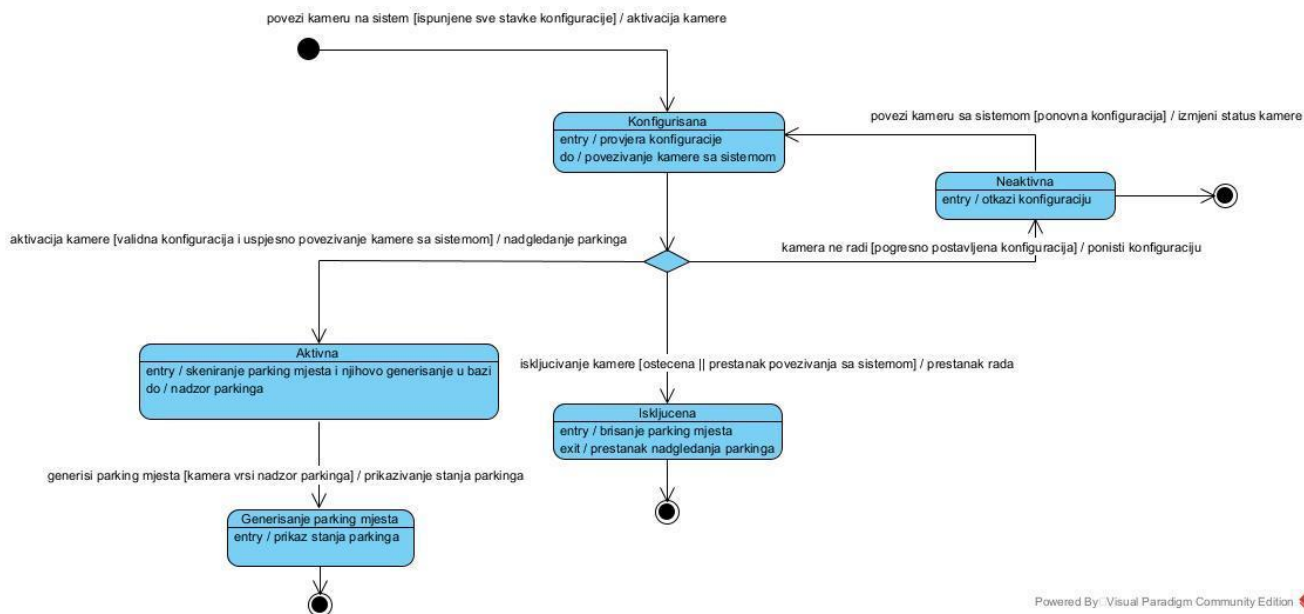 povezi kameru na sistem [ispunjene sve stavke konfiguracije] / aktivacija kamere
Konfigurisana
entry / provjera konfiguracije
do / povezivanje kamere sa sistemom
povezi kameru sa sistemom [ponovna konfiguracija] / izmjeni status kamere
Neaktivna
entry / otkazi konfiguraciju
aktivacija kamere [validna konfiguracija i uspjesno povezivanje kamere sa sistemom] / nadgledanje parkinga
kamera ne radi [pogresno postavljena konfiguracija] / ponisti konfiguraciju
Aktivna
entry / skeniranje parking mjesta i njihovo generisanje u bazi
do / nadzor parkinga
iskljucivanje kamere [ostecena || prestanak povezivanja sa sistemom] / prestanak rada
Iskljucena
entry / brisanje parking mjesta
exit / prestanak nadgledanja parkinga
generisi parking mjesta [kamera vrsi nadzor parkinga] / prikazivanje stanja parkinga
Generisanje parking mjesta
entry / prikaz stanja parkinga
Powered By Visual Paradigm Community Edition